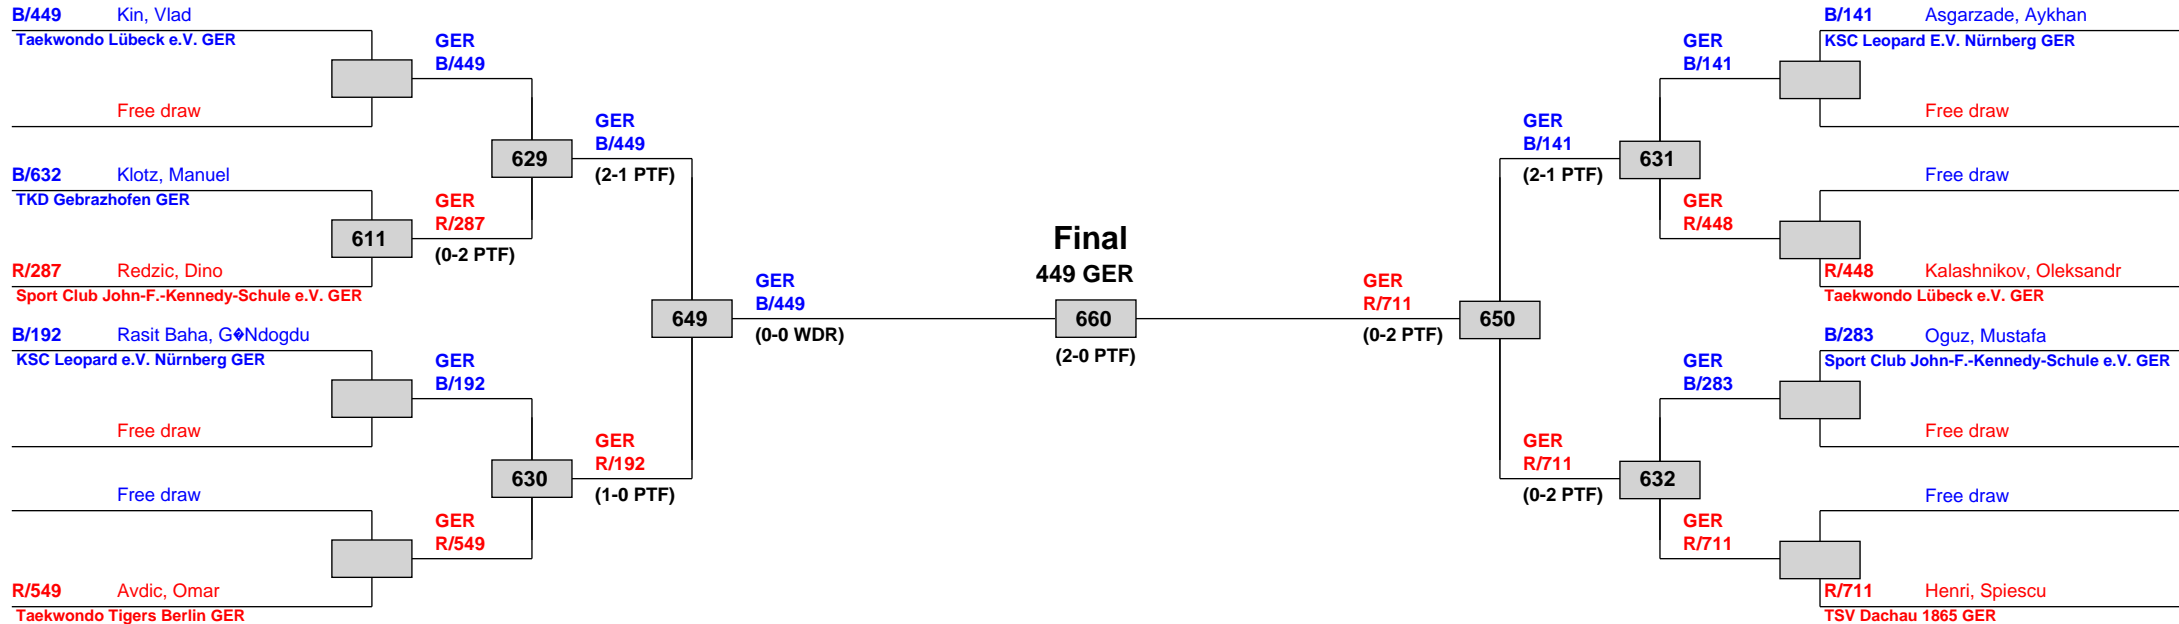 B/449 Kin, Vlad
Taekwondo Lübeck e.V. GER
GER
B/449
Free draw
629
GER
B/449
(2-1 PTF)
B/632 Klotz, Manuel
TKD Gebrazhofen GER
611
GER
R/287
(0-2 PTF)
R/287 Redzic, Dino
Sport Club John-F.-Kennedy-Schule e.V. GER
649
GER
B/449
(0-0 WDR)
B/192 Rasit Baha, G�Ndogdu
KSC Leopard e.V. Nürnberg GER
GER
B/192
Free draw
630
GER
R/192
(1-0 PTF)
Free draw
GER
R/549
R/549 Avdic, Omar
Taekwondo Tigers Berlin GER
Final
449 GER
660
(2-0 PTF)
B/141 Asgarzade, Aykhan
KSC Leopard E.V. Nürnberg GER
GER
B/141
Free draw
GER
B/141
(2-1 PTF)
631
Free draw
GER
R/448
R/448 Kalashnikov, Oleksandr
Taekwondo Lübeck e.V. GER
GER
R/711
(0-2 PTF)
650
B/283 Oguz, Mustafa
Sport Club John-F.-Kennedy-Schule e.V. GER
GER
B/283
Free draw
GER
R/711
(0-2 PTF)
632
Free draw
GER
R/711
R/711 Henri, Spiescu
TSV Dachau 1865 GER